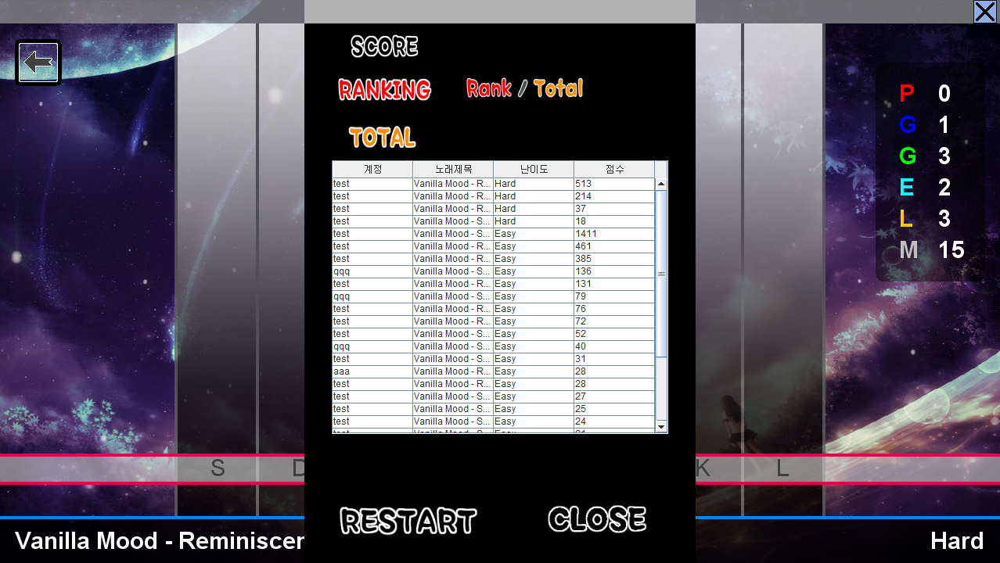 SCORE
RANKING Rank / Total
TOTAL
계정 노래제목 난이도 점수
test Vanilla Mood - R... Hard 513
test Vanilla Mood - R... Hard 214
test Vanilla Mood - R... Hard 37
test Vanilla Mood - S... Hard 18
test Vanilla Mood - S... Easy 1411
test Vanilla Mood - R... Easy 461
test Vanilla Mood - R... Easy 385
qqq Vanilla Mood - S... Easy 136
test Vanilla Mood - R... Easy 131
qqq Vanilla Mood - S... Easy 79
test Vanilla Mood - R... Easy 76
test Vanilla Mood - R... Easy 72
test Vanilla Mood - S... Easy 52
qqq Vanilla Mood - S... Easy 40
test Vanilla Mood - S... Easy 31
aaa Vanilla Mood - R... Easy 28
test Vanilla Mood - R... Easy 28
test Vanilla Mood - S... Easy 27
test Vanilla Mood - S... Easy 25
test Vanilla Mood - S... Easy 24
P 0
G 1
G 3
E 2
L 3
M 15
S D K L
RESTART CLOSE
Vanilla Mood - Reminiscen Hard